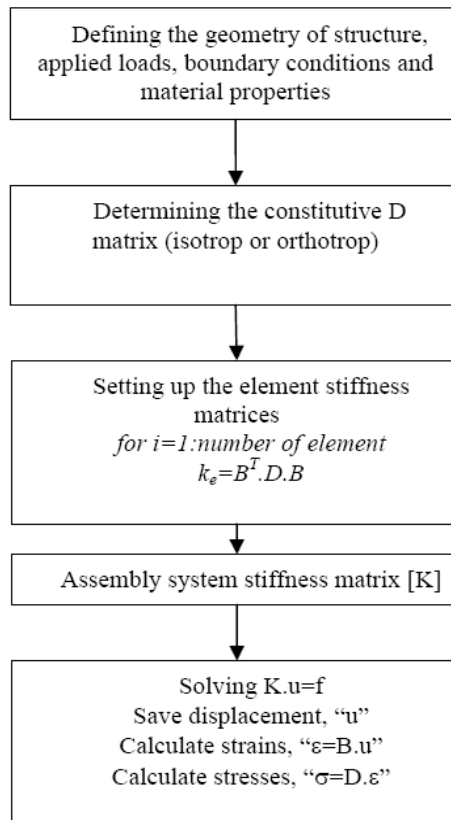 Defining the geometry of structure,
applied loads, boundary conditions and
material properties
Determining the constitutive D
matrix (isotrop or orthotrop)
Setting up the element stiffness
matrices
for i=1:number of element
kₑ=Bᵀ.D.B
Assembly system stiffness matrix [K]
Solving K.u=f
Save displacement, “u”
Calculate strains, “ε=B.u”
Calculate stresses, “σ=D.ε”